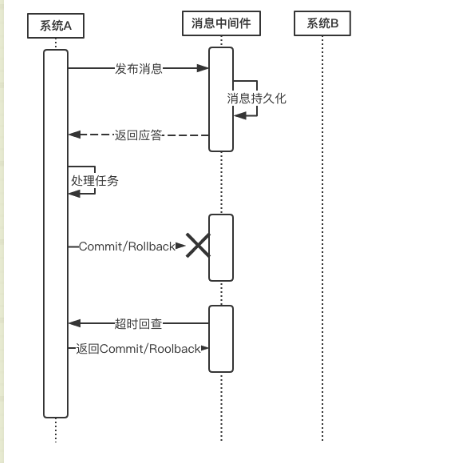 系统A
消息中间件
系统B
发布消息
消息持久化
返回应答
处理任务
Commit/Rollback
超时回查
返回Commit/Roolback